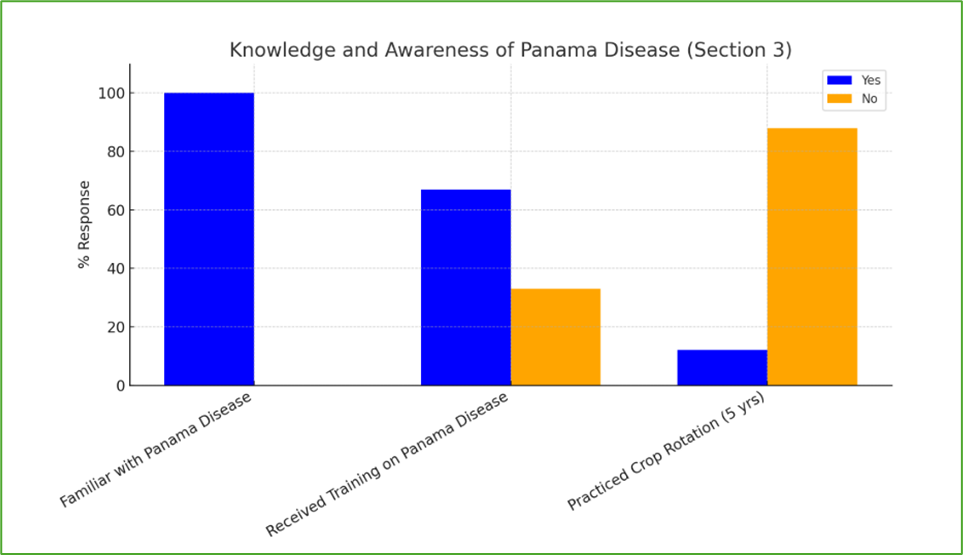 Knowledge and Awareness of Panama Disease (Section 3)
Yes
No
% Response
100
80
60
40
20
0
Familiar with Panama Disease
Received Training on Panama Disease
Practiced Crop Rotation (5 yrs)